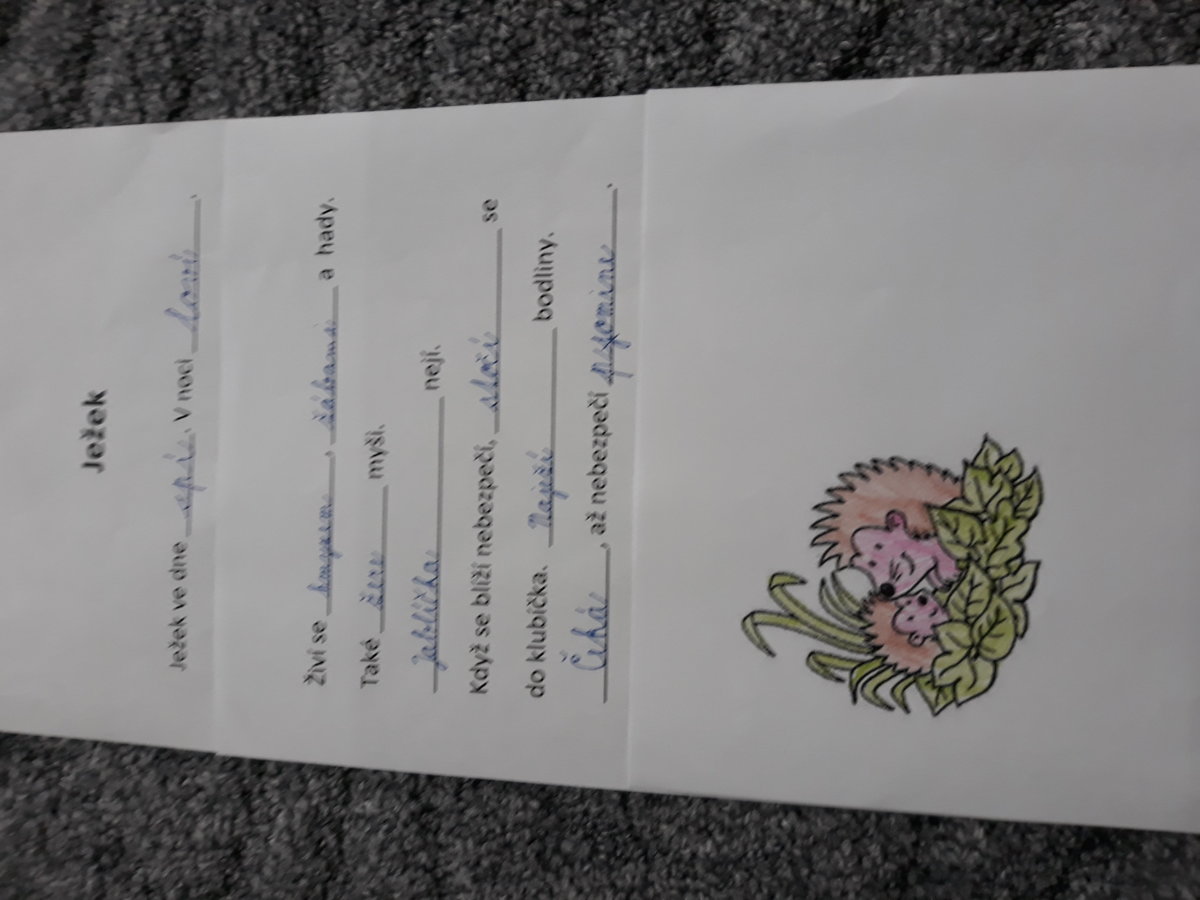 Ježek
Ježek ve dne spí. V noci loví.
Živí se hmyzem, žábami a hady.
Také žere myši.
Jablíčka nejí.
Když se blíží nebezpečí, stočí se
do klubíčka. Naježí bodliny.
Čeká, až nebezpečí pomine.